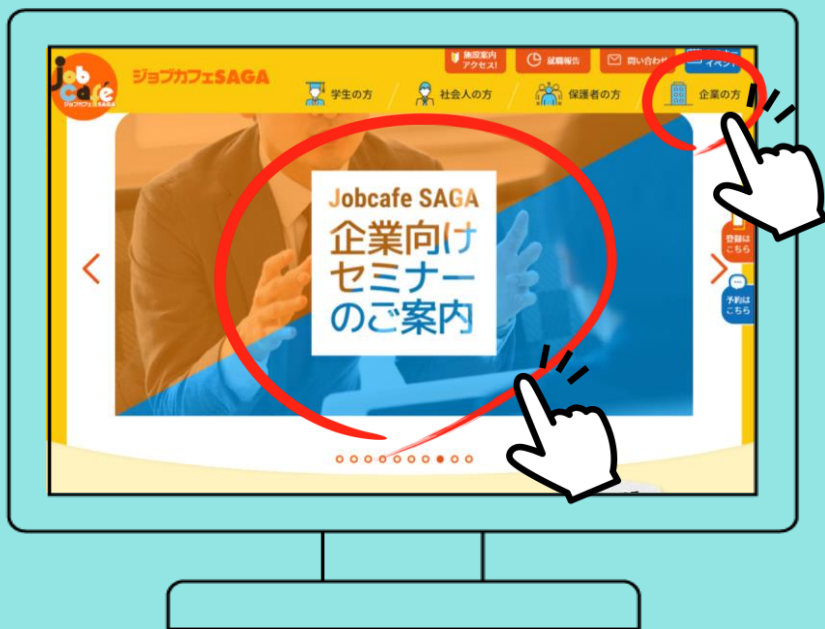 job
Café
ジョブカフェSAGA
ジョブカフェSAGA
施設案内
アクセス!
就職報告
問い合わせ
イベント
学生の方
社会人の方
保護者の方
企業の方
Jobcafe SAGA
企業向け
セミナー
のご案内
登録は
こちら
予約は
こちら